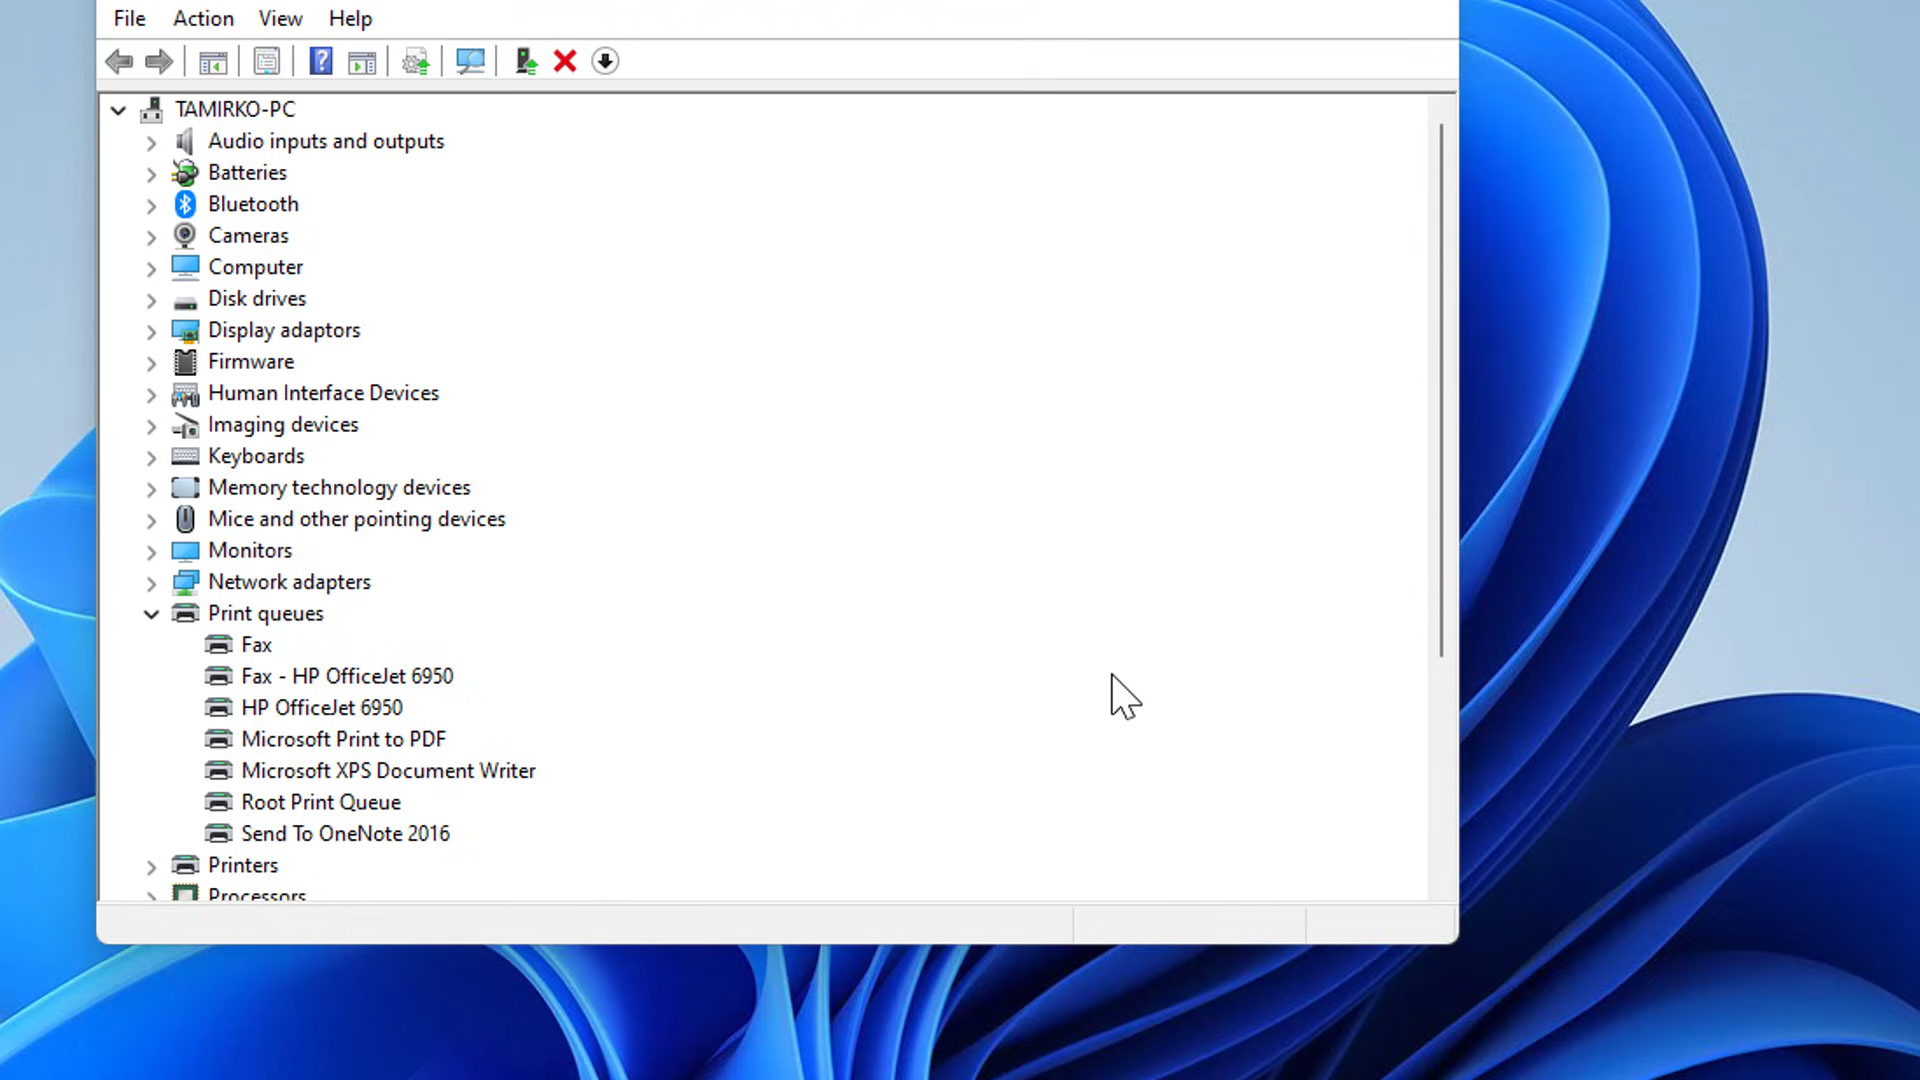 File Action View Help
TAMIRKO-PC
Audio inputs and outputs
Batteries
Bluetooth
Cameras
Computer
Disk drives
Display adaptors
Firmware
Human Interface Devices
Imaging devices
Keyboards
Memory technology devices
Mice and other pointing devices
Monitors
Network adapters
Print queues
Fax
Fax - HP OfficeJet 6950
HP OfficeJet 6950
Microsoft Print to PDF
Microsoft XPS Document Writer
Root Print Queue
Send To OneNote 2016
Printers
Processors